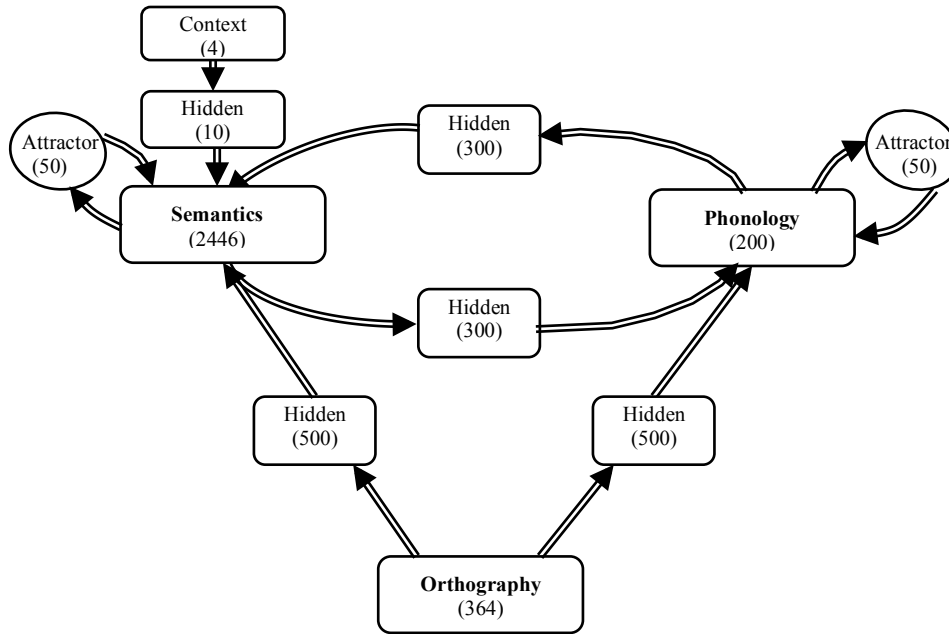 Context
(4)
Hidden
(10)
Hidden
(300)
Attractor
(50)
Attractor
(50)
Semantics
(2446)
Phonology
(200)
Hidden
(300)
Hidden
(500)
Hidden
(500)
Orthography
(364)